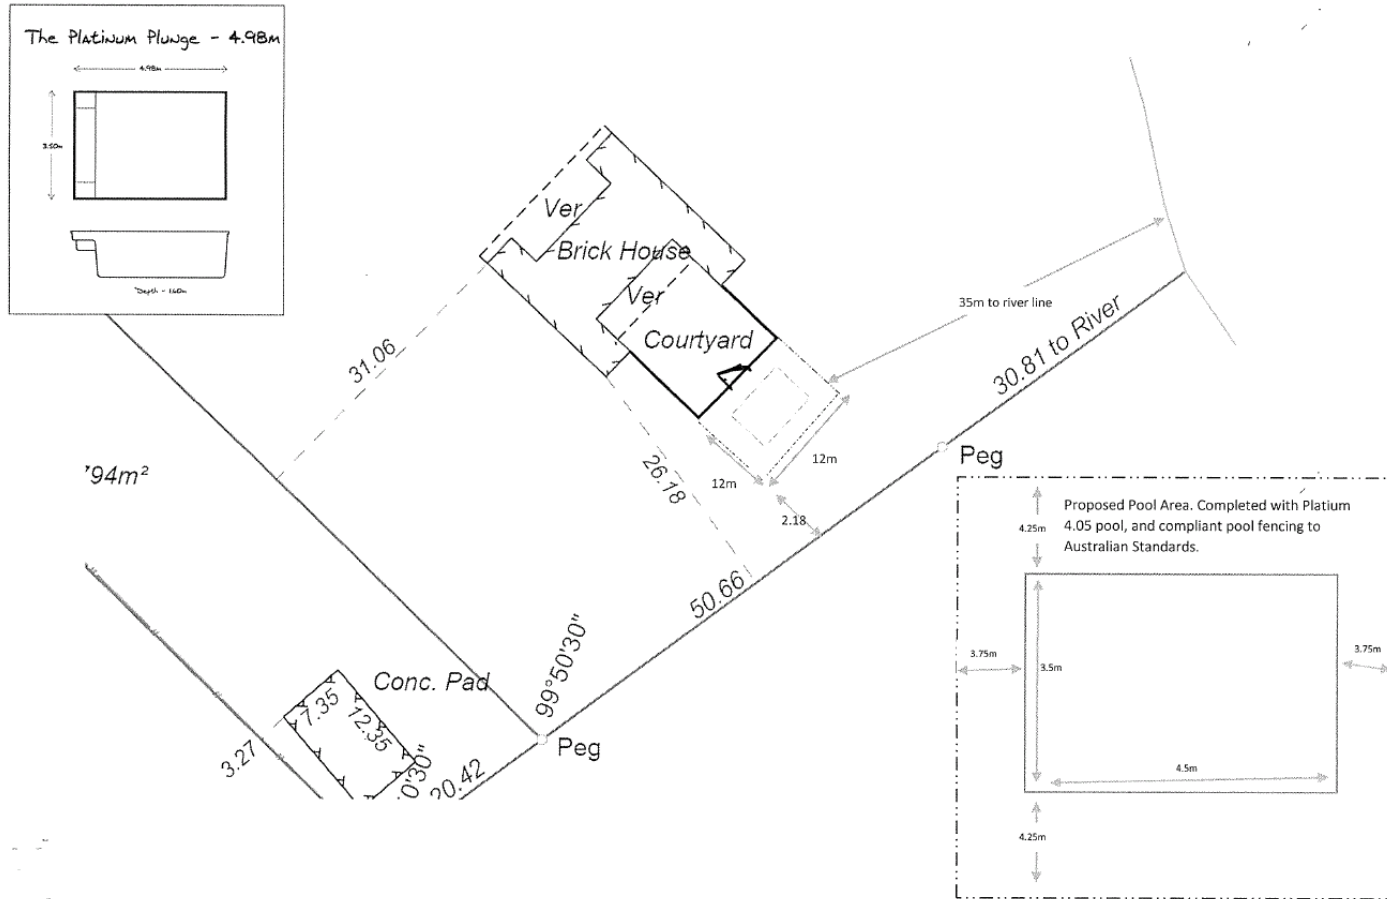 The Platinum Plunge - 4.98m
4.98m
3.50m
Depth - 1.60m
Ver
Brick House
Ver
Courtyard
31.06
35m to river line
30.81 to River
'94m²
26.18
12m
12m
2.18
Peg
50.66
99°50'30"
Conc. Pad
7.35
12.35
3.27
0'30"
20.42
Peg
Proposed Pool Area. Completed with Platium
4.05 pool, and compliant pool fencing to
Australian Standards.
4.25m
3.75m
3.5m
3.75m
4.5m
4.25m